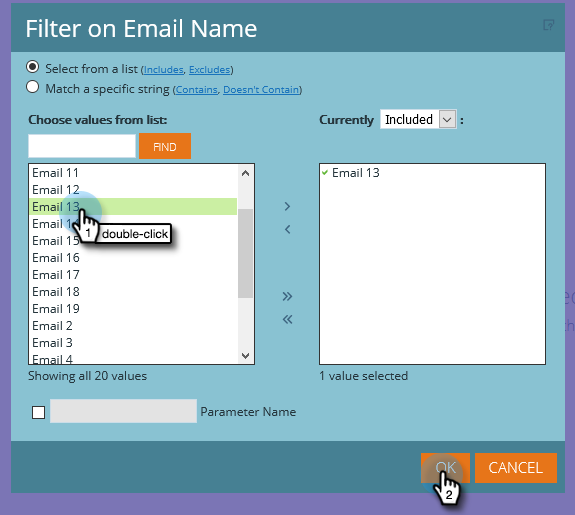 Filter on Email Name
Select from a list (Includes, Excludes)
Match a specific string (Contains, Doesn't Contain)
Choose values from list:
Currently Included :
FIND
Email 11
Email 12
Email 13
Email 15
Email 16
Email 17
Email 18
Email 19
Email 2
Email 3
Email 4
1 double-click
Email 13
Showing all 20 values
1 value selected
Parameter Name
OK
CANCEL
2